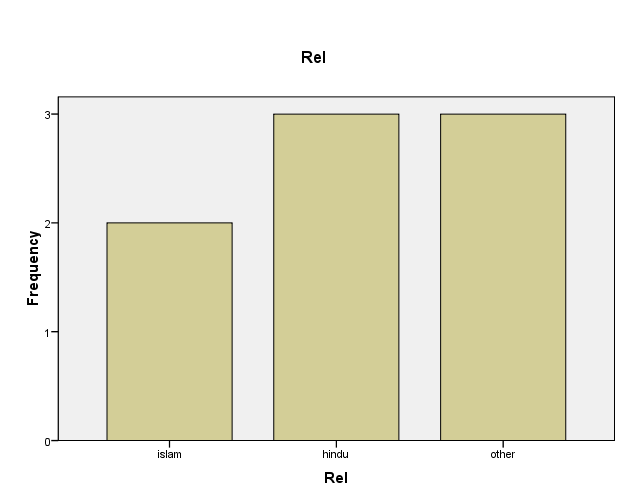 Rel
3
2
1
0
Frequency
islam
hindu
other
Rel